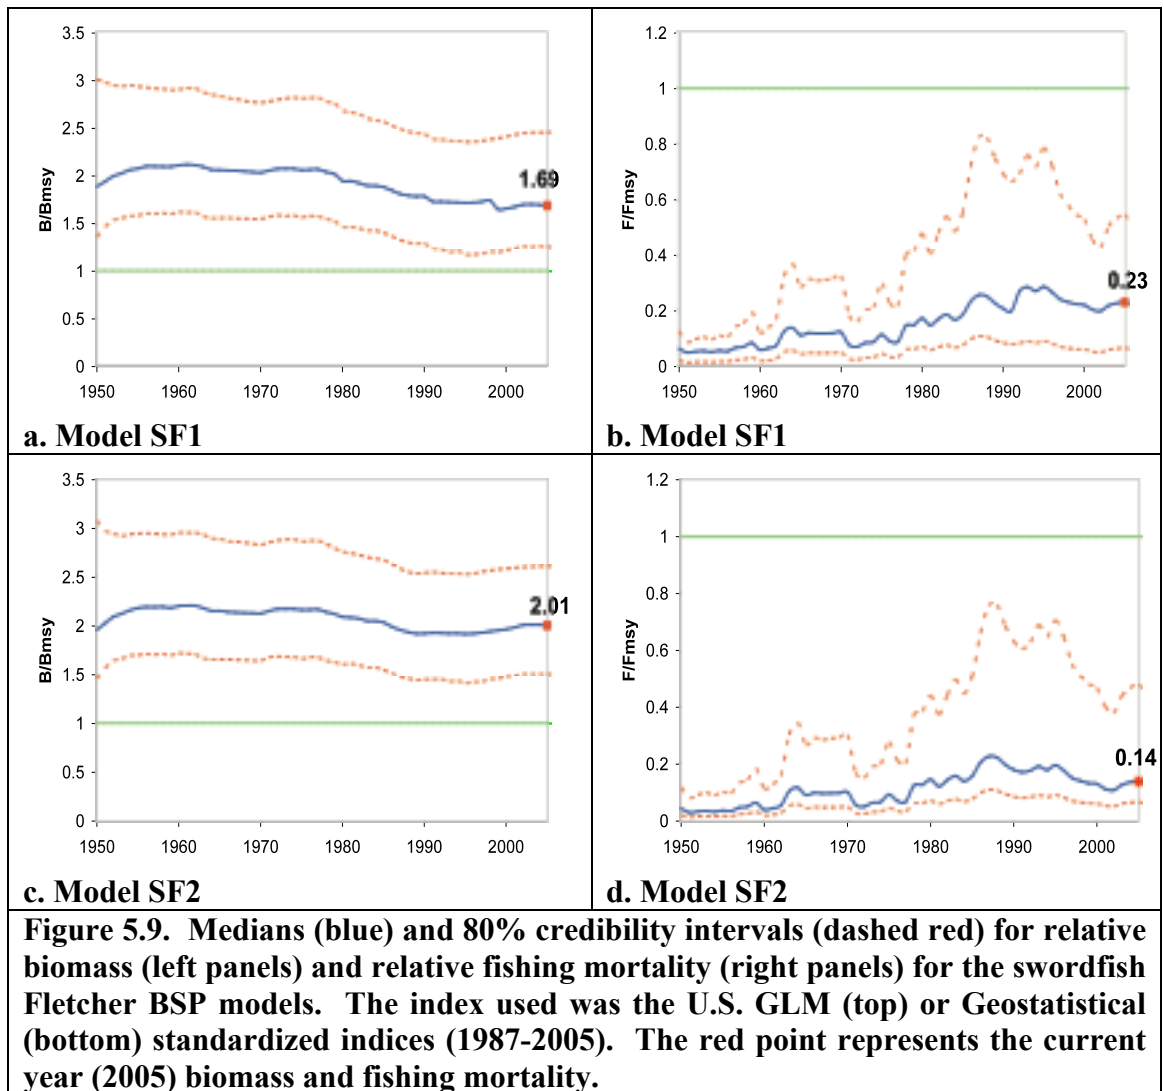 3.5
3
2.5
2
1.5
1
0.5
0
B/Bmsy
1.69
1950 1960 1970 1980 1990 2000
a. Model SF1
1.2
1
0.8
0.6
0.4
0.2
0
F/Fmsy
0.23
1950 1960 1970 1980 1990 2000
b. Model SF1
3.5
3
2.5
2
1.5
1
0.5
0
B/Bmsy
2.01
1950 1960 1970 1980 1990 2000
c. Model SF2
1.2
1
0.8
0.6
0.4
0.2
0
F/Fmsy
0.14
1950 1960 1970 1980 1990 2000
d. Model SF2
Figure 5.9. Medians (blue) and 80% credibility intervals (dashed red) for relative
biomass (left panels) and relative fishing mortality (right panels) for the swordfish
Fletcher BSP models. The index used was the U.S. GLM (top) or Geostatistical
(bottom) standardized indices (1987-2005). The red point represents the current
year (2005) biomass and fishing mortality.